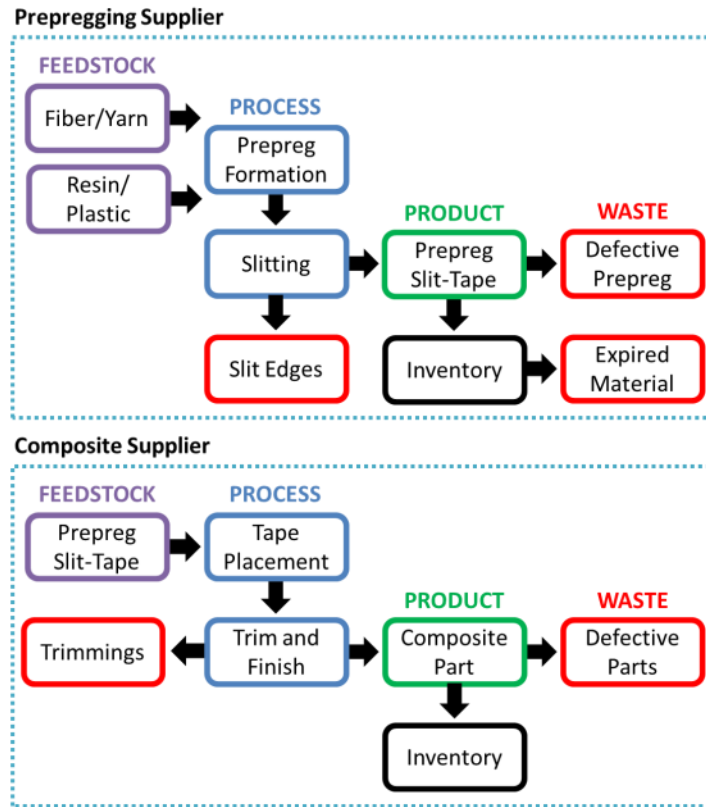 Prepregging Supplier
FEEDSTOCK
Fiber/Yarn
PROCESS
Prepreg
Formation
Resin/
Plastic
PRODUCT
WASTE
Slitting
Prepreg
Slit-Tape
Defective
Prepreg
Slit Edges
Inventory
Expired
Material
Composite Supplier
FEEDSTOCK
PROCESS
Prepreg
Slit-Tape
Tape
Placement
PRODUCT
WASTE
Trimmings
Trim and
Finish
Composite
Part
Defective
Parts
Inventory